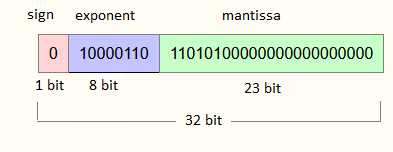 sign exponent mantissa
0 10000110 11010100000000000000000
1 bit 8 bit 23 bit
32 bit